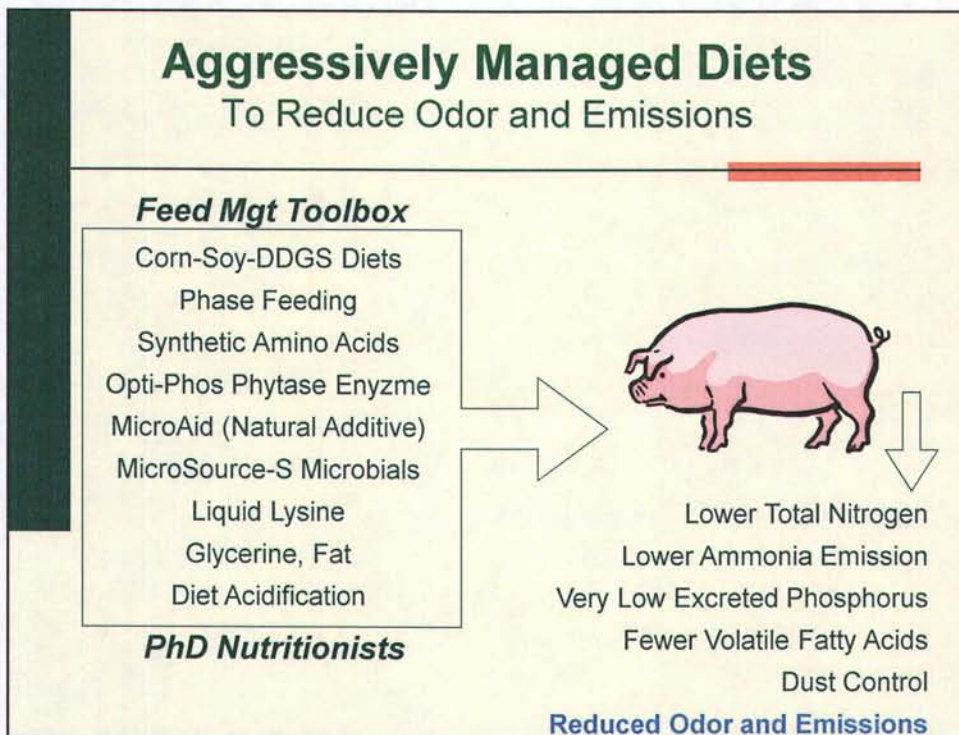 Aggressively Managed Diets
To Reduce Odor and Emissions
Feed Mgt Toolbox
Corn-Soy-DDGS Diets
Phase Feeding
Synthetic Amino Acids
Opti-Phos Phytase Enyzme
MicroAid (Natural Additive)
MicroSource-S Microbials
Liquid Lysine
Glycerine, Fat
Diet Acidification
PhD Nutritionists
Lower Total Nitrogen
Lower Ammonia Emission
Very Low Excreted Phosphorus
Fewer Volatile Fatty Acids
Dust Control
Reduced Odor and Emissions